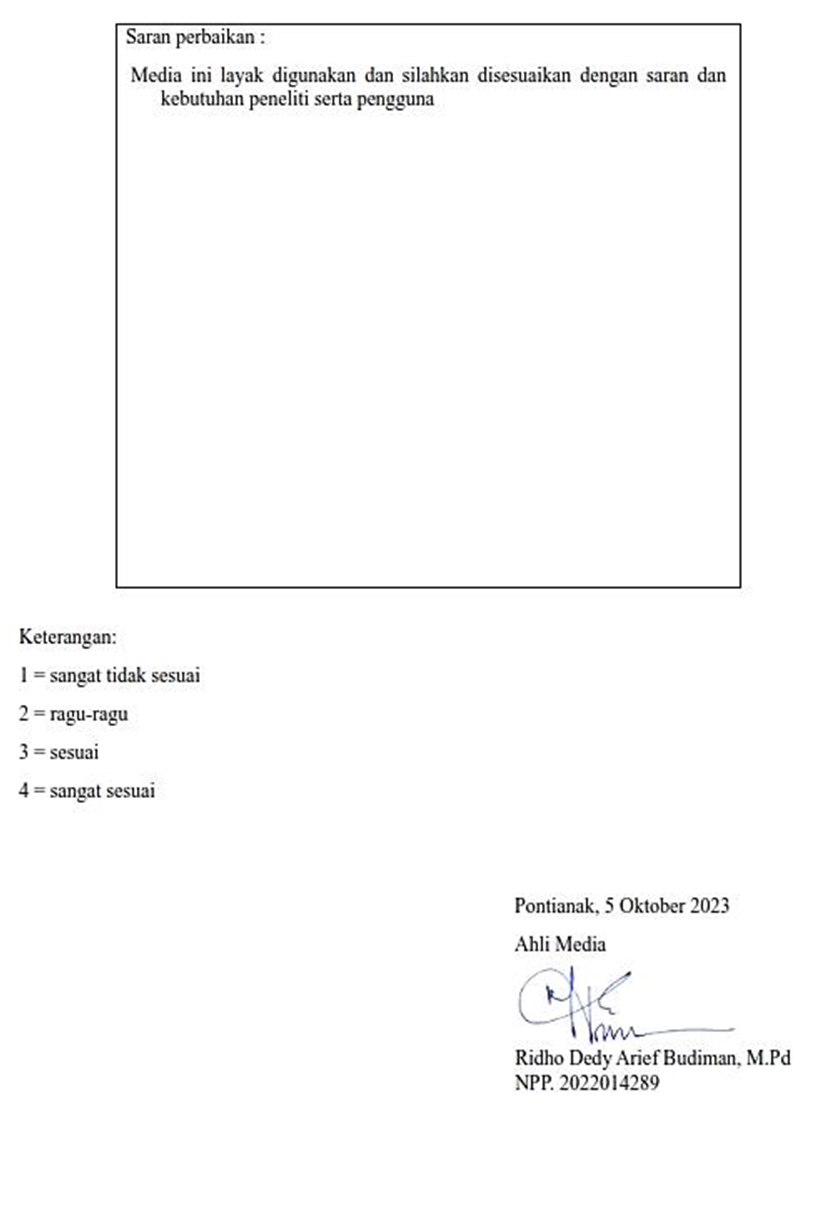 Saran perbaikan :
Media ini layak digunakan dan silahkan disesuaikan dengan saran dan
kebutuhan peneliti serta pengguna
Keterangan:
1 = sangat tidak sesuai
2 = ragu-ragu
3 = sesuai
4 = sangat sesuai
Pontianak, 5 Oktober 2023
Ahli Media
Ridho Dedy Arief Budiman, M.Pd
NPP. 2022014289